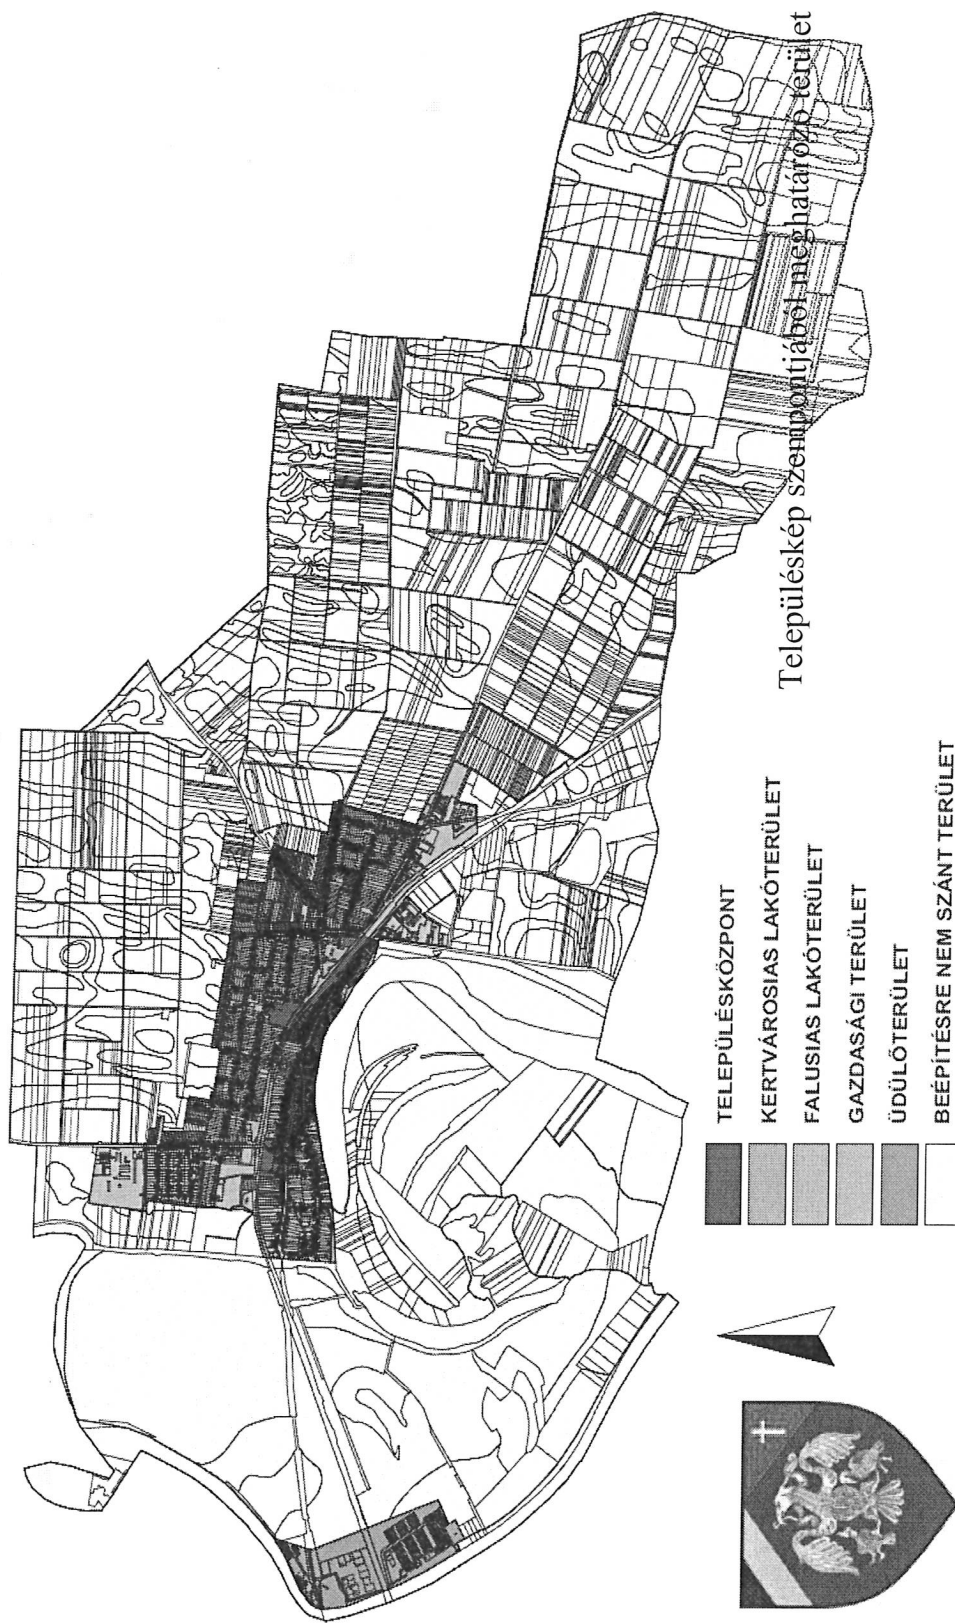 Településkép szempontjából meghatározó terület
TELEPÜLÉSKÖZPONT
KERTVÁROSIAS LAKÓTERÜLET
FALUSIAS LAKÓTERÜLET
GAZDASÁGI TERÜLET
ÜDÜLŐTERÜLET
BEÉPÍTÉSRE NEM SZÁNT TERÜLET